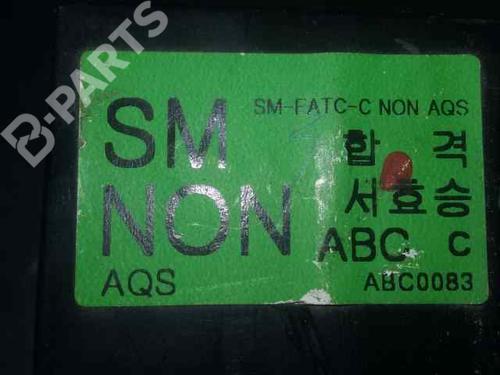 B-PARTS
SM-FATC-C NON AQS
SM
합 격
NON
서효승
ABC C
AQS
ABC0083